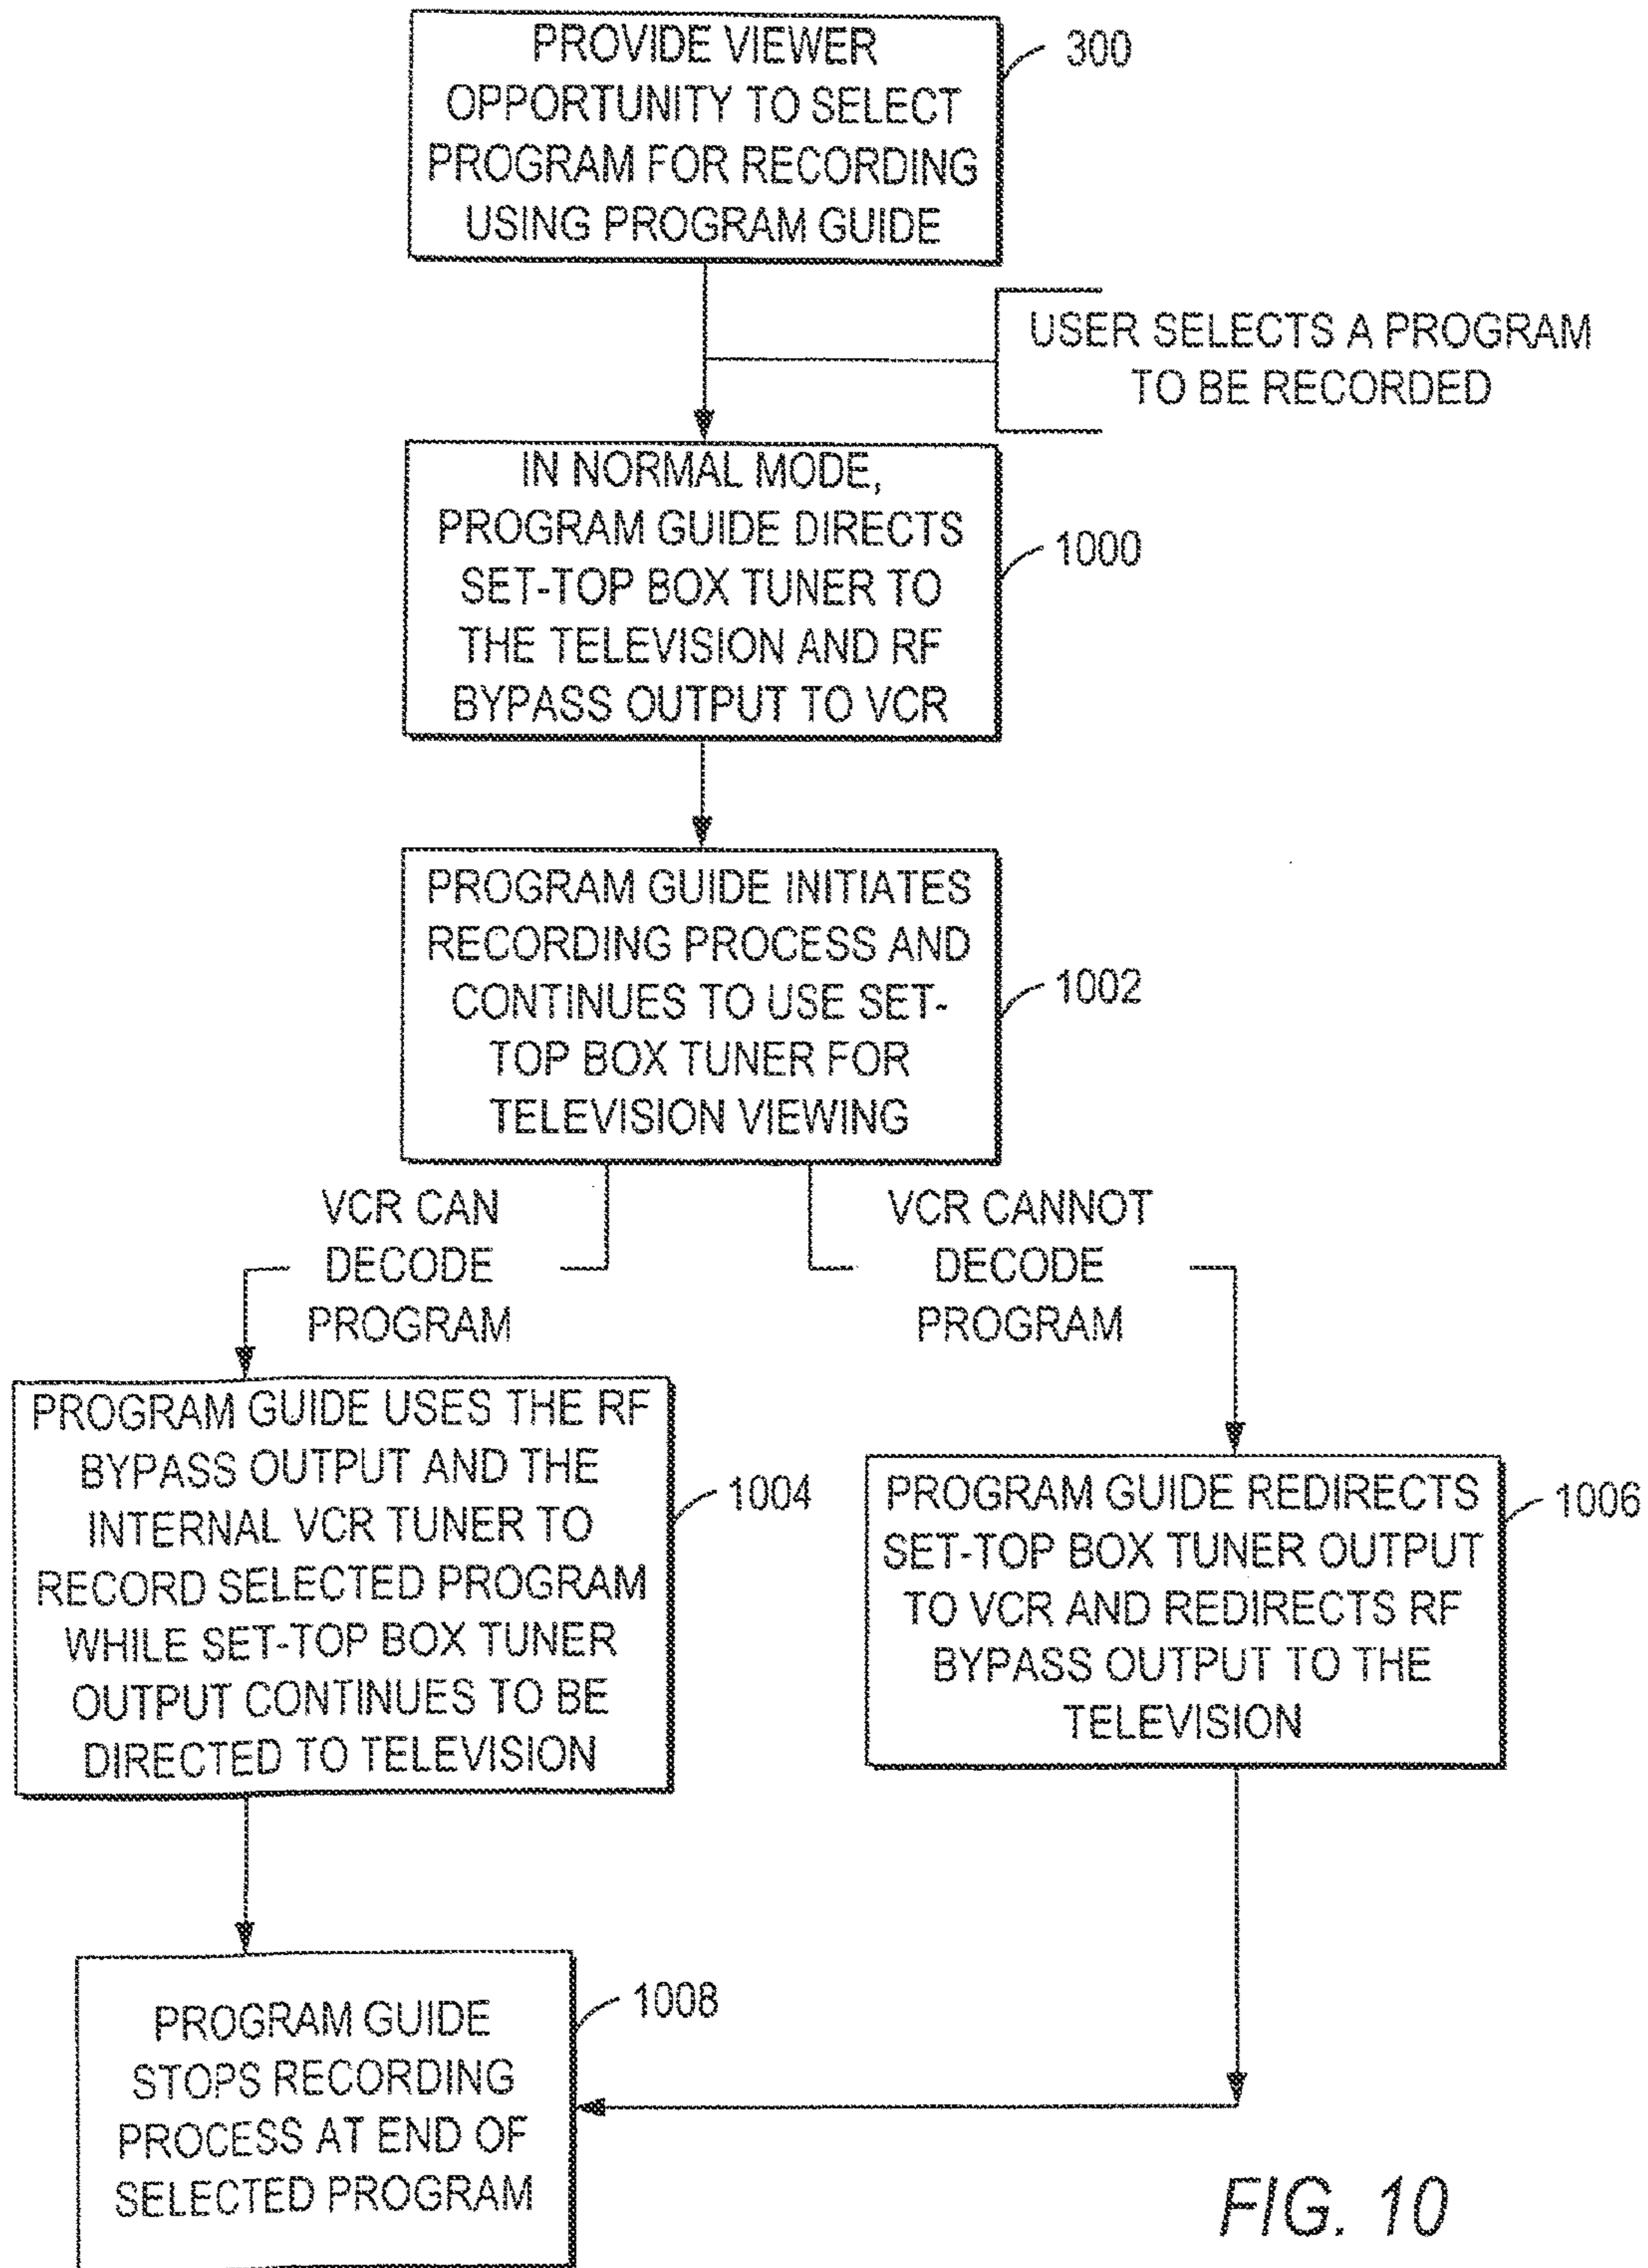 PROVIDE VIEWER
OPPORTUNITY TO SELECT
PROGRAM FOR RECORDING
USING PROGRAM GUIDE
300
USER SELECTS A PROGRAM
TO BE RECORDED
IN NORMAL MODE,
PROGRAM GUIDE DIRECTS
SET-TOP BOX TUNER TO
THE TELEVISION AND RF
BYPASS OUTPUT TO VCR
1000
PROGRAM GUIDE INITIATES
RECORDING PROCESS AND
CONTINUES TO USE SET-
TOP BOX TUNER FOR
TELEVISION VIEWING
1002
VCR CAN
DECODE
PROGRAM
VCR CANNOT
DECODE
PROGRAM
PROGRAM GUIDE USES THE RF
BYPASS OUTPUT AND THE
INTERNAL VCR TUNER TO
RECORD SELECTED PROGRAM
WHILE SET-TOP BOX TUNER
OUTPUT CONTINUES TO BE
DIRECTED TO TELEVISION
1004
PROGRAM GUIDE REDIRECTS
SET-TOP BOX TUNER OUTPUT
TO VCR AND REDIRECTS RF
BYPASS OUTPUT TO THE
TELEVISION
1006
PROGRAM GUIDE
STOPS RECORDING
PROCESS AT END OF
SELECTED PROGRAM
1008
FIG. 10